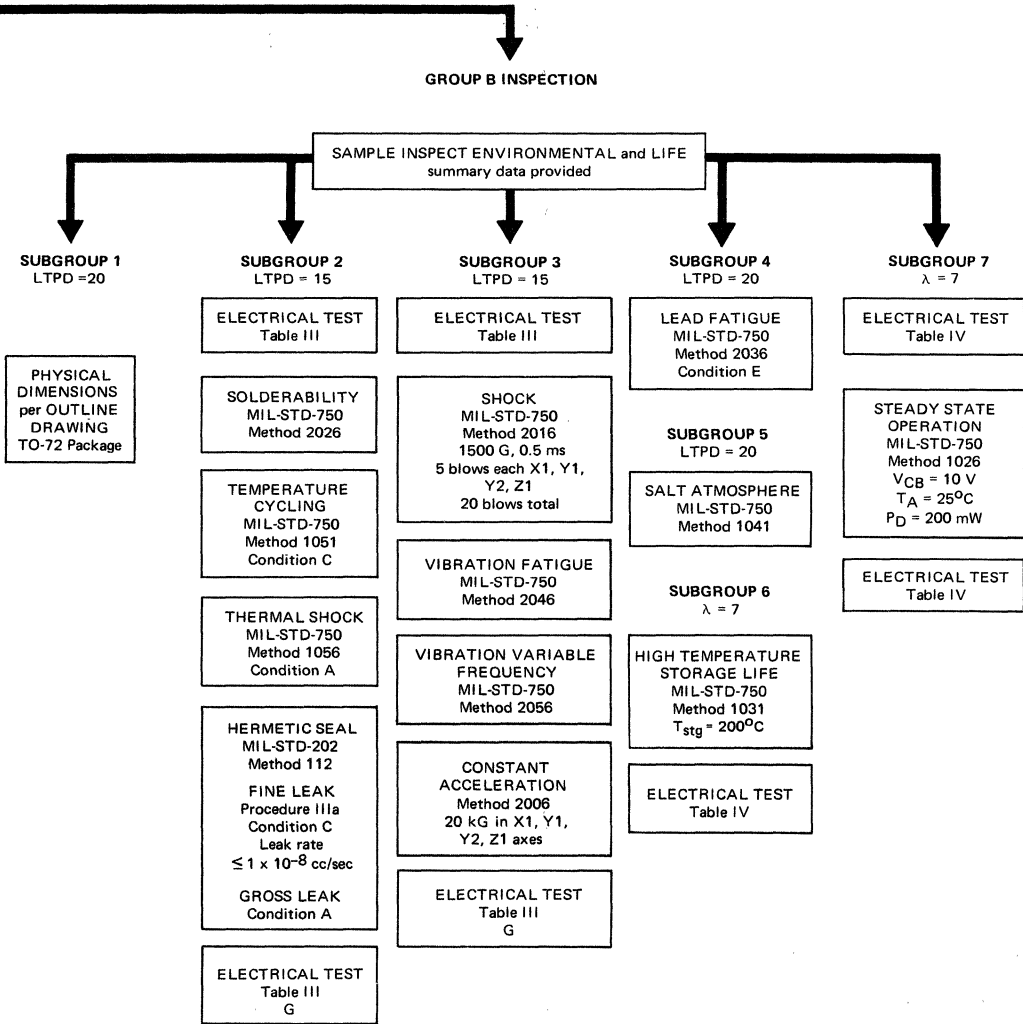 GROUP B INSPECTION
SAMPLE INSPECT ENVIRONMENTAL and LIFE
summary data provided
SUBGROUP 1
LTPD =20
PHYSICAL
DIMENSIONS
per OUTLINE
DRAWING
TO-72 Package
SUBGROUP 2
LTPD = 15
ELECTRICAL TEST
Table III
SOLDERABILITY
MIL-STD-750
Method 2026
TEMPERATURE
CYCLING
MIL-STD-750
Method 1051
Condition C
THERMAL SHOCK
MIL-STD-750
Method 1056
Condition A
HERMETIC SEAL
MIL-STD-202
Method 112
FINE LEAK
Procedure IIIa
Condition C
Leak rate
≤ 1 x 10⁻⁸ cc/sec
GROSS LEAK
Condition A
ELECTRICAL TEST
Table III
G
SUBGROUP 3
LTPD = 15
ELECTRICAL TEST
Table III
SHOCK
MIL-STD-750
Method 2016
1500 G, 0.5 ms
5 blows each X1, Y1,
Y2, Z1
20 blows total
VIBRATION FATIGUE
MIL-STD-750
Method 2046
VIBRATION VARIABLE
FREQUENCY
MIL-STD-750
Method 2056
CONSTANT
ACCELERATION
Method 2006
20 kG in X1, Y1,
Y2, Z1 axes
ELECTRICAL TEST
Table III
G
SUBGROUP 4
LTPD = 20
LEAD FATIGUE
MIL-STD-750
Method 2036
Condition E
SUBGROUP 5
LTPD = 20
SALT ATMOSPHERE
MIL-STD-750
Method 1041
SUBGROUP 6
λ = 7
HIGH TEMPERATURE
STORAGE LIFE
MIL-STD-750
Method 1031
Tstg = 200°C
ELECTRICAL TEST
Table IV
SUBGROUP 7
λ = 7
ELECTRICAL TEST
Table IV
STEADY STATE
OPERATION
MIL-STD-750
Method 1026
VCB = 10 V
TA = 25°C
PD = 200 mW
ELECTRICAL TEST
Table IV